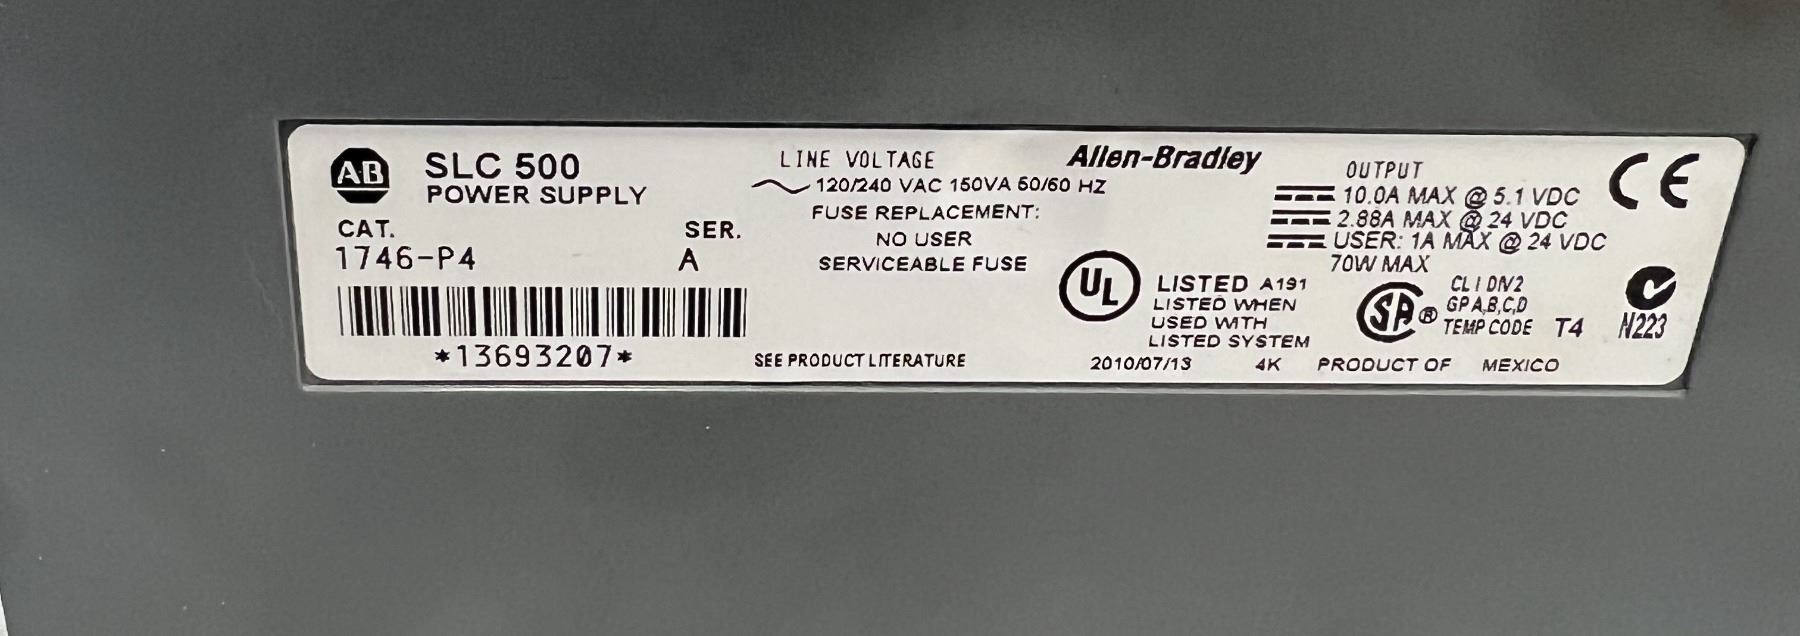 AB
SLC 500
POWER SUPPLY
CAT.
1746-P4
SER.
A
*13693207*
LINE VOLTAGE
120/240 VAC 150VA 50/60 HZ
FUSE REPLACEMENT:
NO USER
SERVICEABLE FUSE
SEE PRODUCT LITERATURE
Allen-Bradley
OUTPUT
10.0A MAX @ 5.1 VDC
2.88A MAX @ 24 VDC
USER: 1A MAX @ 24 VDC
70W MAX
CE
UL
LISTED A191
LISTED WHEN
USED WITH
LISTED SYSTEM
SA ®
CL I DIV2
GP A,B,C,D
TEMP CODE T4
N223
2010/07/13 4K PRODUCT OF MEXICO